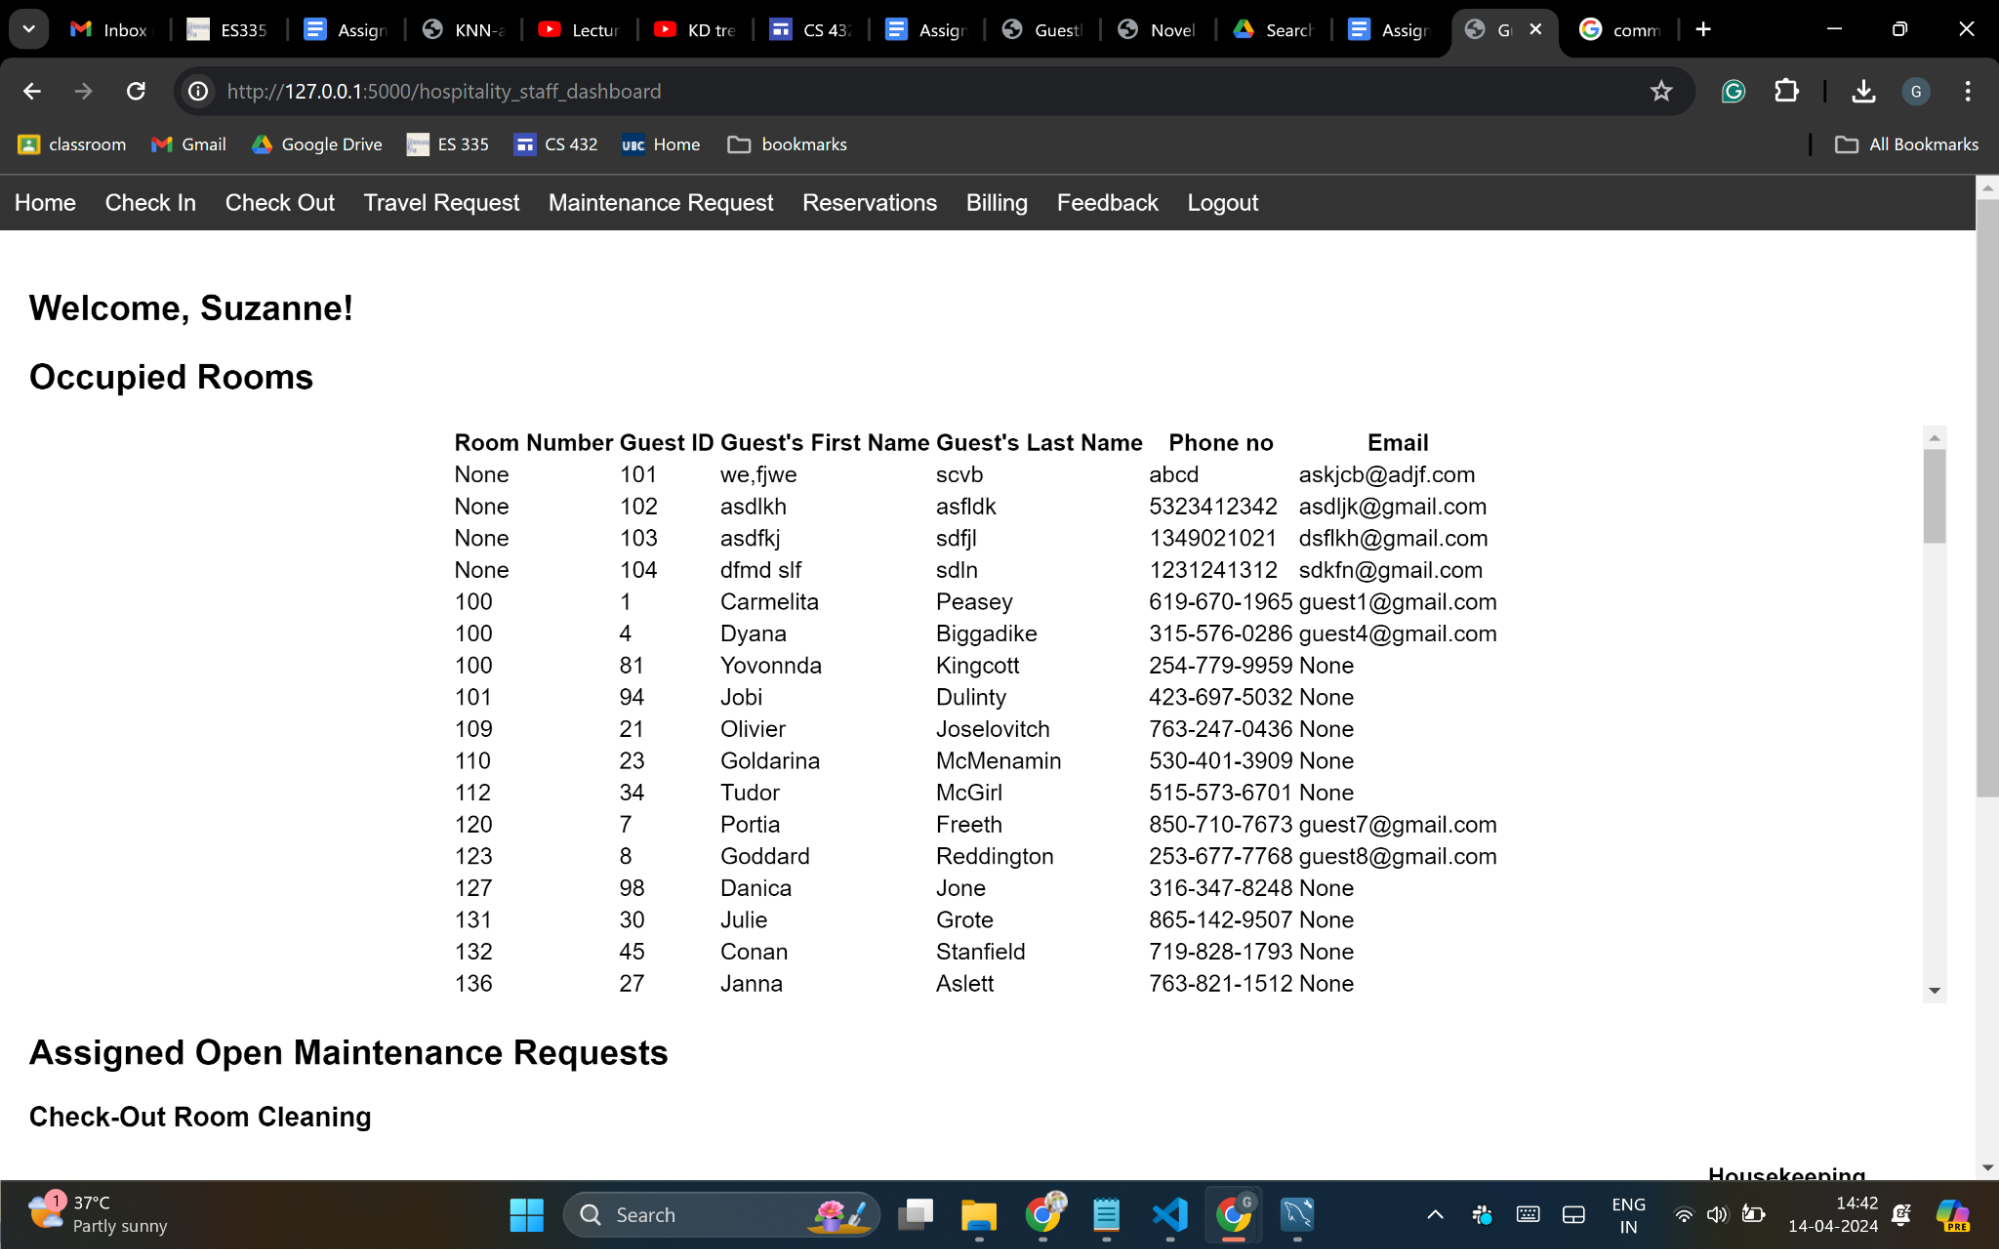 Inbox ES335 Assign KNN-a Lectur KD tre CS 432 Assign Guestl Novel Search Assign G comm
http://127.0.0.1:5000/hospitality_staff_dashboard G
classroom Gmail Google Drive ES 335 CS 432 UBC Home bookmarks All Bookmarks
Home Check In Check Out Travel Request Maintenance Request Reservations Billing Feedback Logout
Welcome, Suzanne!
Occupied Rooms
Room Number Guest ID Guest's First Name Guest's Last Name Phone no Email
None 101 we,fjwe scvb abcd askjcb@adjf.com
None 102 asdlkh asfldk 5323412342 asdljk@gmail.com
None 103 asdfkj sdfjl 1349021021 dsflkh@gmail.com
None 104 dfmd slf sdln 1231241312 sdkfn@gmail.com
100 1 Carmelita Peasey 619-670-1965 guest1@gmail.com
100 4 Dyana Biggadike 315-576-0286 guest4@gmail.com
100 81 Yovonnda Kingcott 254-779-9959 None
101 94 Jobi Dulinty 423-697-5032 None
109 21 Olivier Joselovitch 763-247-0436 None
110 23 Goldarina McMenamin 530-401-3909 None
112 34 Tudor McGirl 515-573-6701 None
120 7 Portia Freeth 850-710-7673 guest7@gmail.com
123 8 Goddard Reddington 253-677-7768 guest8@gmail.com
127 98 Danica Jone 316-347-8248 None
131 30 Julie Grote 865-142-9507 None
132 45 Conan Stanfield 719-828-1793 None
136 27 Janna Aslett 763-821-1512 None
Assigned Open Maintenance Requests
Check-Out Room Cleaning
Housekeeping
1 37°C
Partly sunny
Search
ENG
IN
14:42
14-04-2024
PRE